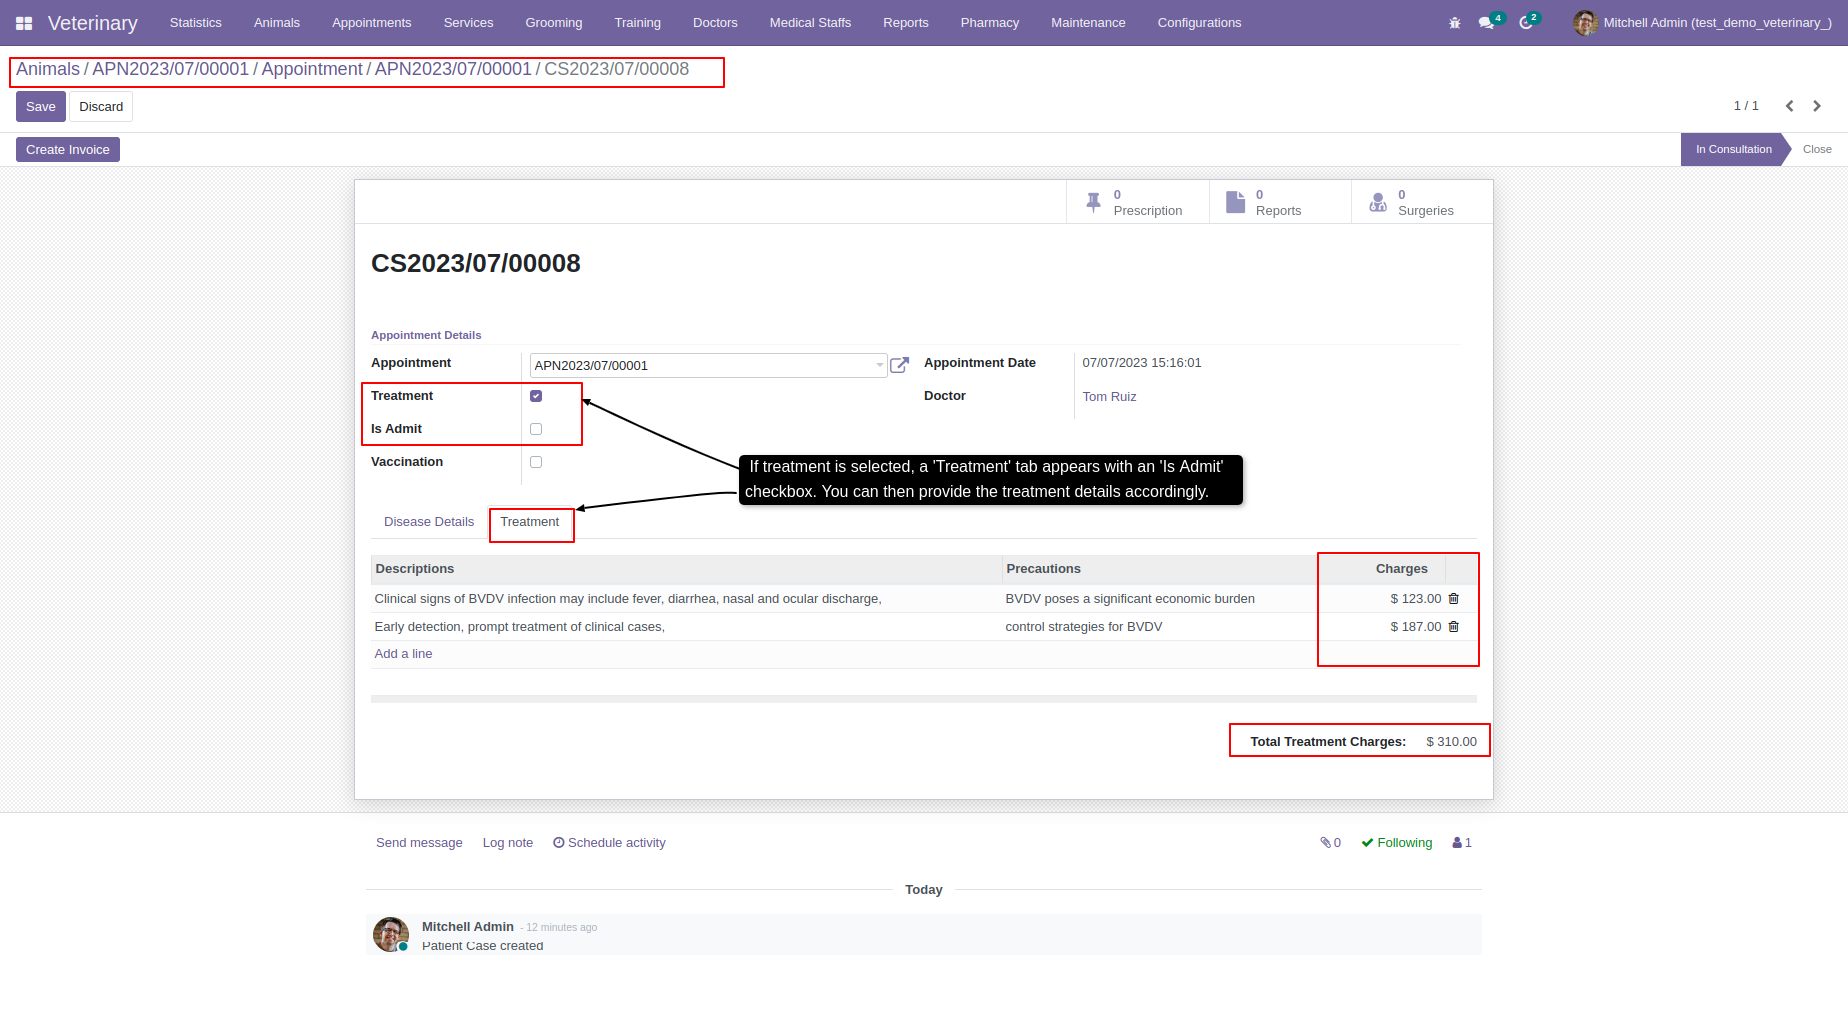 Veterinary Statistics Animals Appointments Services Grooming Training Doctors Medical Staffs Reports Pharmacy Maintenance Configurations 4 2 Mitchell Admin (test_demo_veterinary_)
Animals / APN2023/07/00001 / Appointment / APN2023/07/00001 / CS2023/07/00008
Save Discard 1 / 1
Create Invoice In Consultation Close
0 0 0
Prescription Reports Surgeries
CS2023/07/00008
Appointment Details
Appointment APN2023/07/00001 Appointment Date 07/07/2023 15:16:01
Treatment Doctor Tom Ruiz
Is Admit
Vaccination
If treatment is selected, a 'Treatment' tab appears with an 'Is Admit'
checkbox. You can then provide the treatment details accordingly.
Disease Details Treatment
Descriptions Precautions Charges
Clinical signs of BVDV infection may include fever, diarrhea, nasal and ocular discharge, BVDV poses a significant economic burden $ 123.00
Early detection, prompt treatment of clinical cases, control strategies for BVDV $ 187.00
Add a line
Total Treatment Charges: $ 310.00
Send message Log note Schedule activity 0 Following 1
Today
Mitchell Admin - 12 minutes ago
Patient Case created